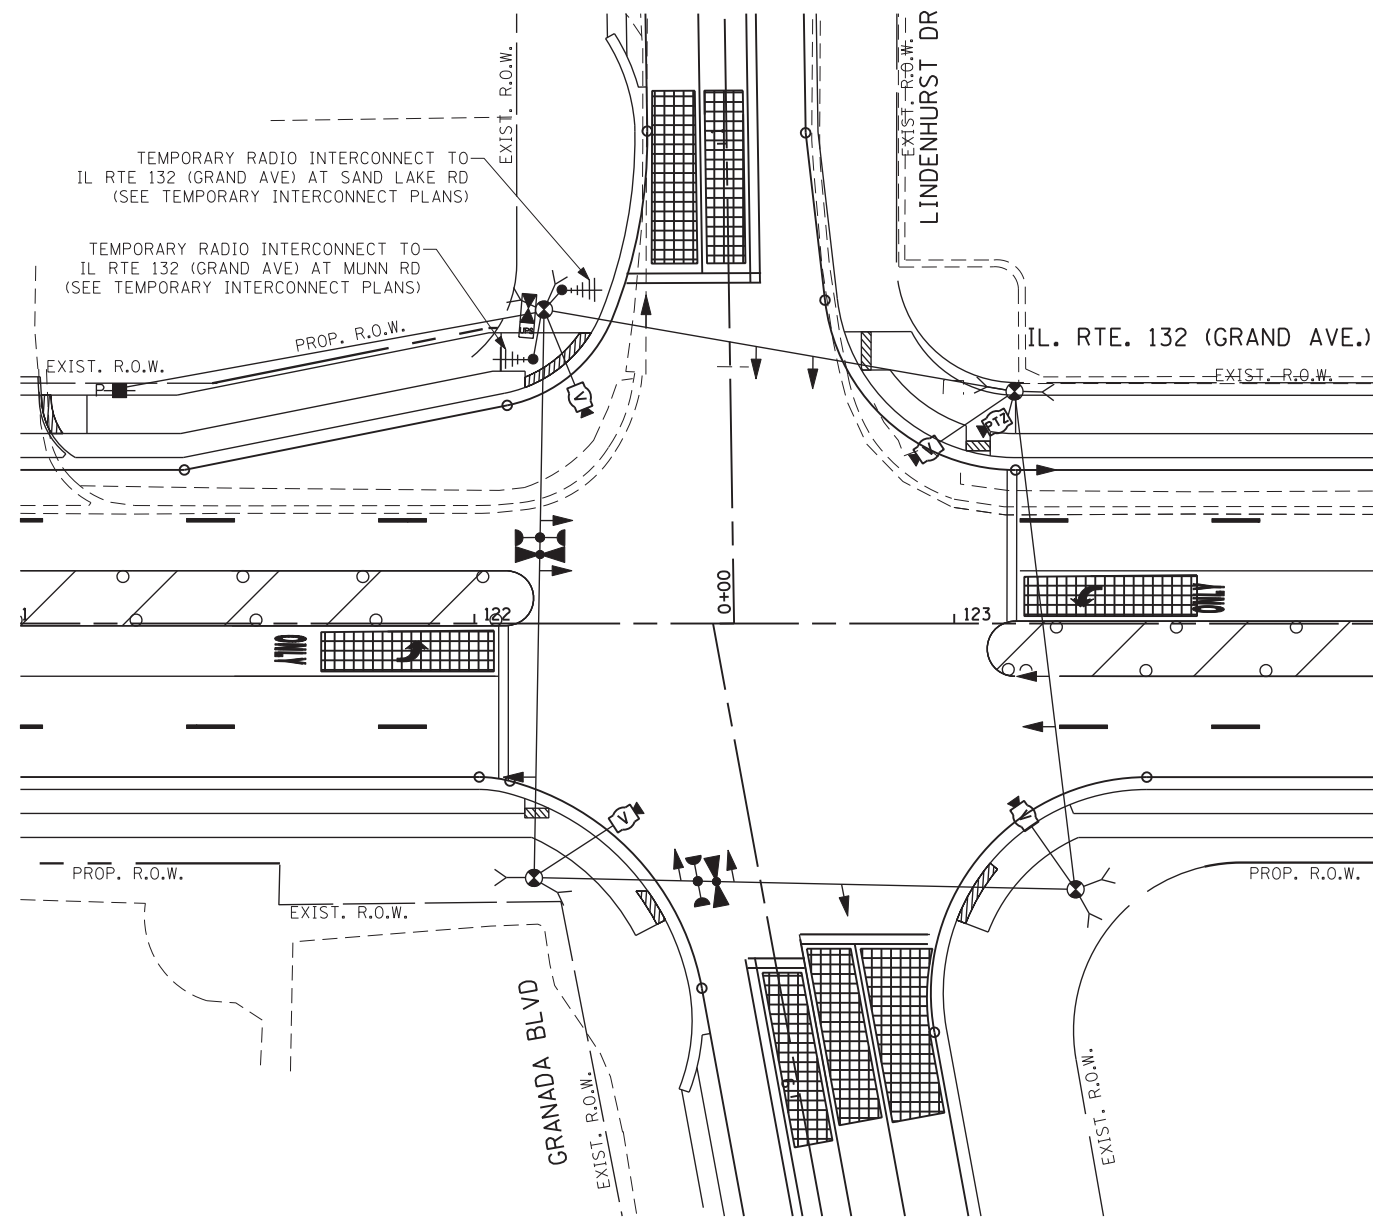 LINDENHURST DR
EXIST. R.O.W.
EXIST. R.O.W.
TEMPORARY RADIO INTERCONNECT TO
IL RTE 132 (GRAND AVE) AT SAND LAKE RD
(SEE TEMPORARY INTERCONNECT PLANS)
TEMPORARY RADIO INTERCONNECT TO
IL RTE 132 (GRAND AVE) AT MUNN RD
(SEE TEMPORARY INTERCONNECT PLANS)
UPS
PROP. R.O.W.
IL. RTE. 132 (GRAND AVE.)
EXIST. R.O.W.
EXIST. R.O.W.
P
V
PTZ
V
0+00
ONLY
1
122
123
ONLY
V
V
PROP. R.O.W.
PROP. R.O.W.
EXIST. R.O.W.
GRANADA BLVD
EXIST. R.O.W.
EXIST. R.O.W.